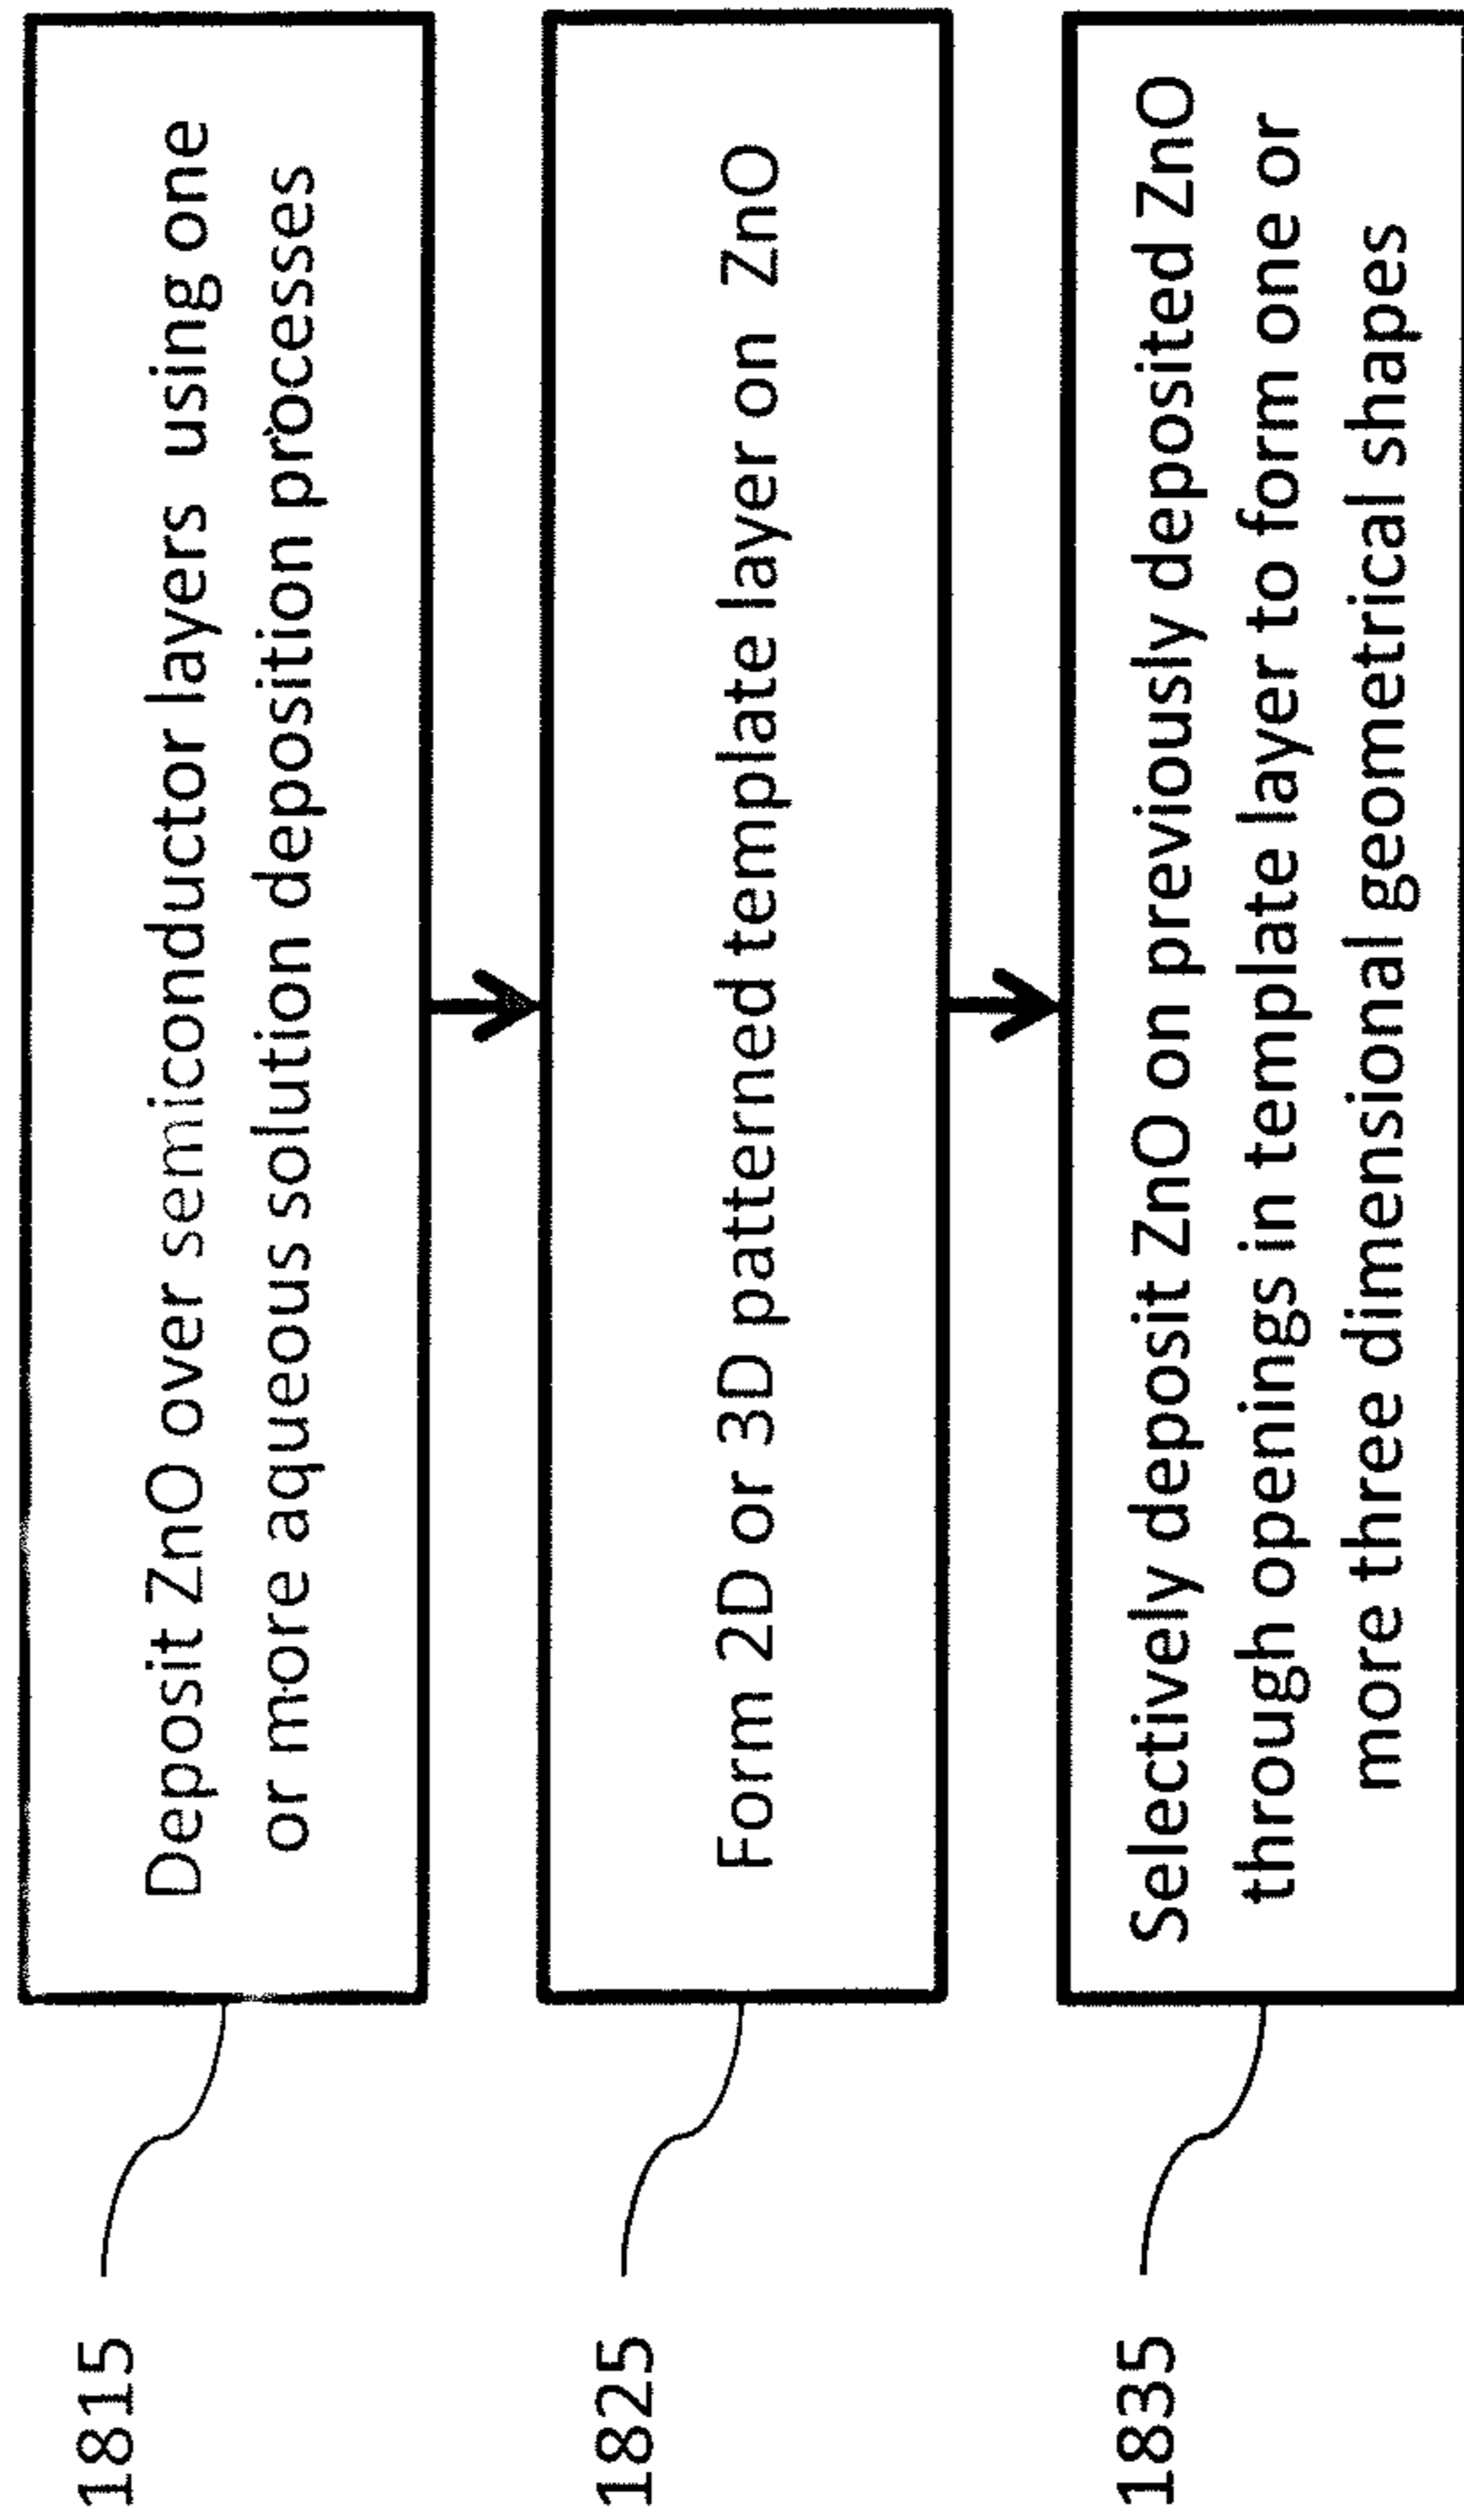 1815
Deposit ZnO over semiconductor layers using one
or more aqueous solution deposition processes
1825
Form 2D or 3D patterned template layer on ZnO
1835
Selectively deposit ZnO on previously deposited ZnO
through openings in template layer to form one or
more three dimensional geometrical shapes